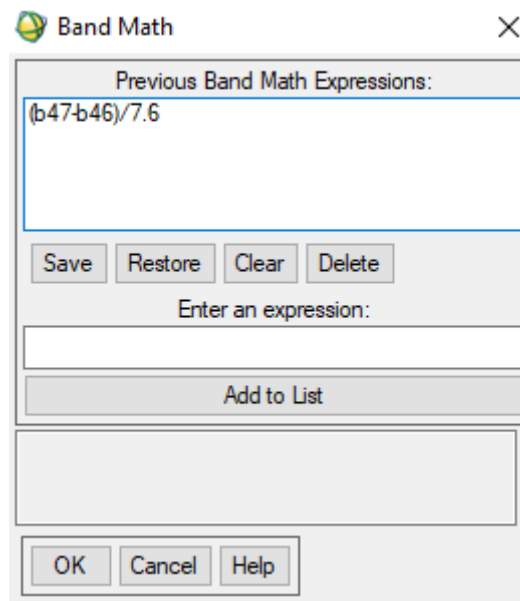 Band Math
Previous Band Math Expressions:
(b47-b46)/7.6
Save Restore Clear Delete
Enter an expression:
Add to List
OK Cancel Help